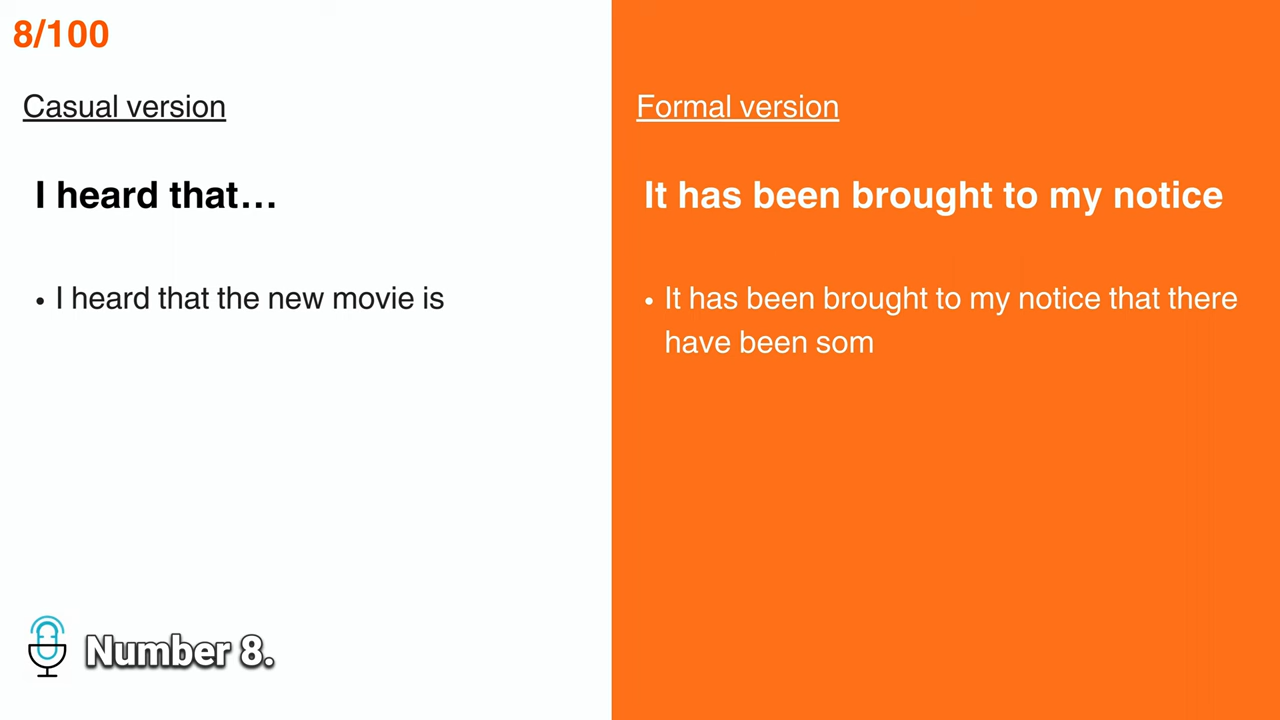 8/100
Casual version
I heard that…
• I heard that the new movie is
Formal version
It has been brought to my notice
• It has been brought to my notice that there
have been som
Number 8.